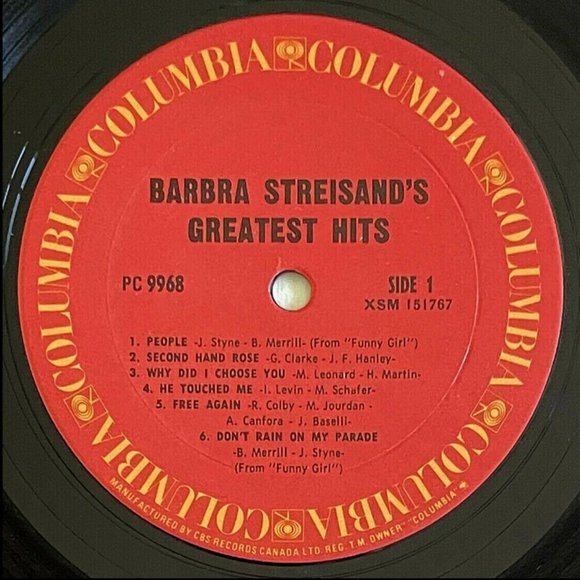 COLUMBIA COLUMBIA COLUMBIA COLUMBIA COLUMBIA COLUMBIA
BARBRA STREISAND'S
GREATEST HITS
PC 9968
SIDE 1
XSM 151767
1. PEOPLE -J. Styne - B. Merrill- (From "Funny Girl")
2. SECOND HAND ROSE -G. Clarke - J. F. Hanley-
3. WHY DID I CHOOSE YOU -M. Leonard - H. Martin-
4. HE TOUCHED ME -I. Levin - M. Schafer-
5. FREE AGAIN -R. Colby - M. Jourdan -
A. Canfora - J. Baselli-
6. DON'T RAIN ON MY PARADE
-B. Merrill - J. Styne-
(From "Funny Girl")
MANUFACTURED BY CBS RECORDS CANADA LTD. REG. T.M. OWNER "COLUMBIA"